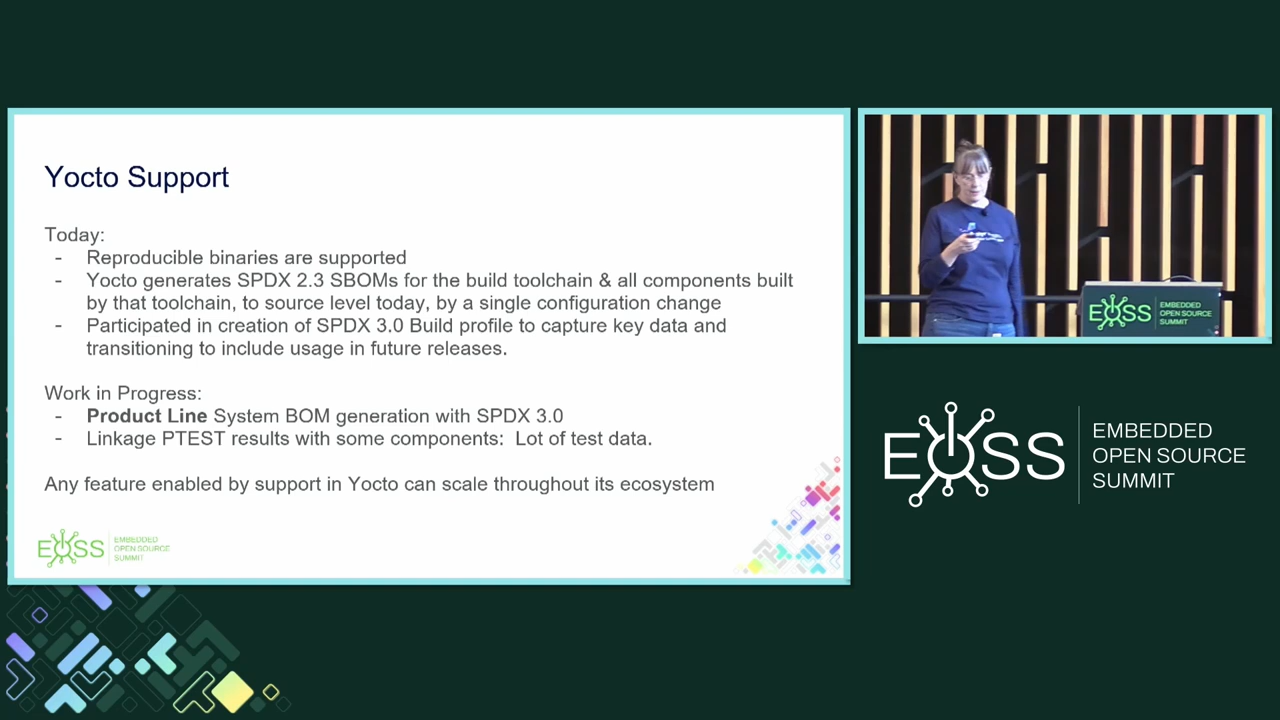 Yocto Support
Today:
- Reproducible binaries are supported
- Yocto generates SPDX 2.3 SBOMs for the build toolchain & all components built
by that toolchain, to source level today, by a single configuration change
- Participated in creation of SPDX 3.0 Build profile to capture key data and
transitioning to include usage in future releases.
Work in Progress:
- Product Line System BOM generation with SPDX 3.0
- Linkage PTEST results with some components: Lot of test data.
Any feature enabled by support in Yocto can scale throughout its ecosystem
EOSS
EMBEDDED
OPEN SOURCE
SUMMIT
EOSS
EMBEDDED
OPEN SOURCE
SUMMIT
EOSS
EMBEDDED
OPEN SOURCE
SUMMIT